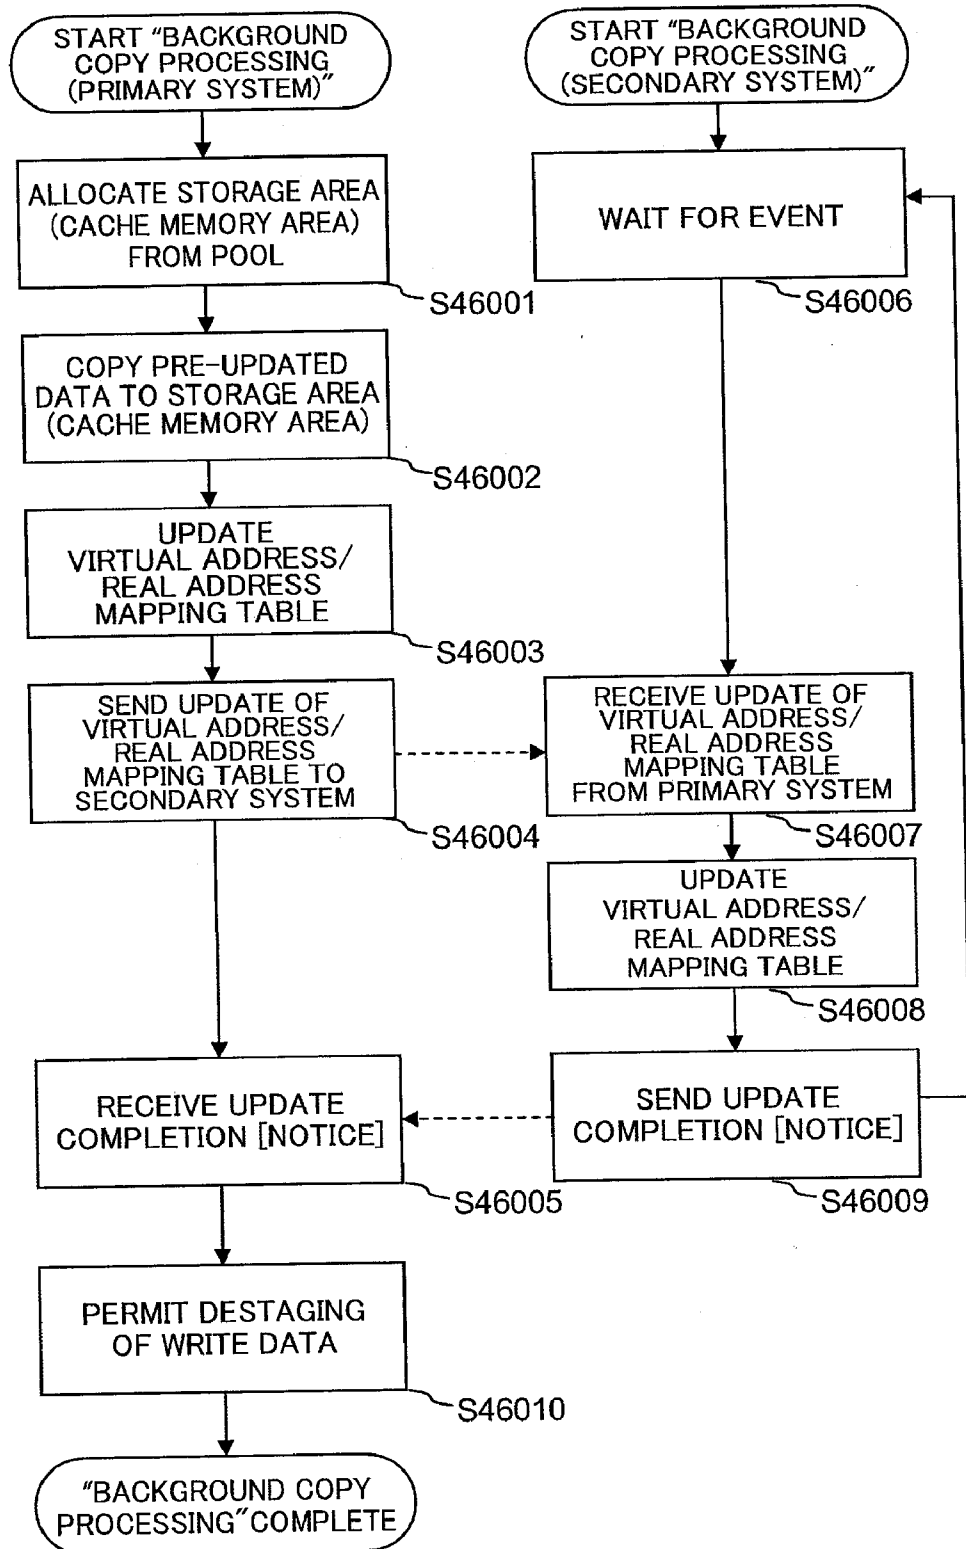 START “BACKGROUND
COPY PROCESSING
(PRIMARY SYSTEM)”
ALLOCATE STORAGE AREA
(CACHE MEMORY AREA)
FROM POOL
S46001
COPY PRE-UPDATED
DATA TO STORAGE AREA
(CACHE MEMORY AREA)
S46002
UPDATE
VIRTUAL ADDRESS/
REAL ADDRESS
MAPPING TABLE
S46003
SEND UPDATE OF
VIRTUAL ADDRESS/
REAL ADDRESS
MAPPING TABLE TO
SECONDARY SYSTEM
S46004
RECEIVE UPDATE
COMPLETION [NOTICE]
S46005
PERMIT DESTAGING
OF WRITE DATA
S46010
“BACKGROUND COPY
PROCESSING” COMPLETE
START “BACKGROUND
COPY PROCESSING
(SECONDARY SYSTEM)”
WAIT FOR EVENT
S46006
RECEIVE UPDATE OF
VIRTUAL ADDRESS/
REAL ADDRESS
MAPPING TABLE
FROM PRIMARY SYSTEM
S46007
UPDATE
VIRTUAL ADDRESS/
REAL ADDRESS
MAPPING TABLE
S46008
SEND UPDATE
COMPLETION [NOTICE]
S46009